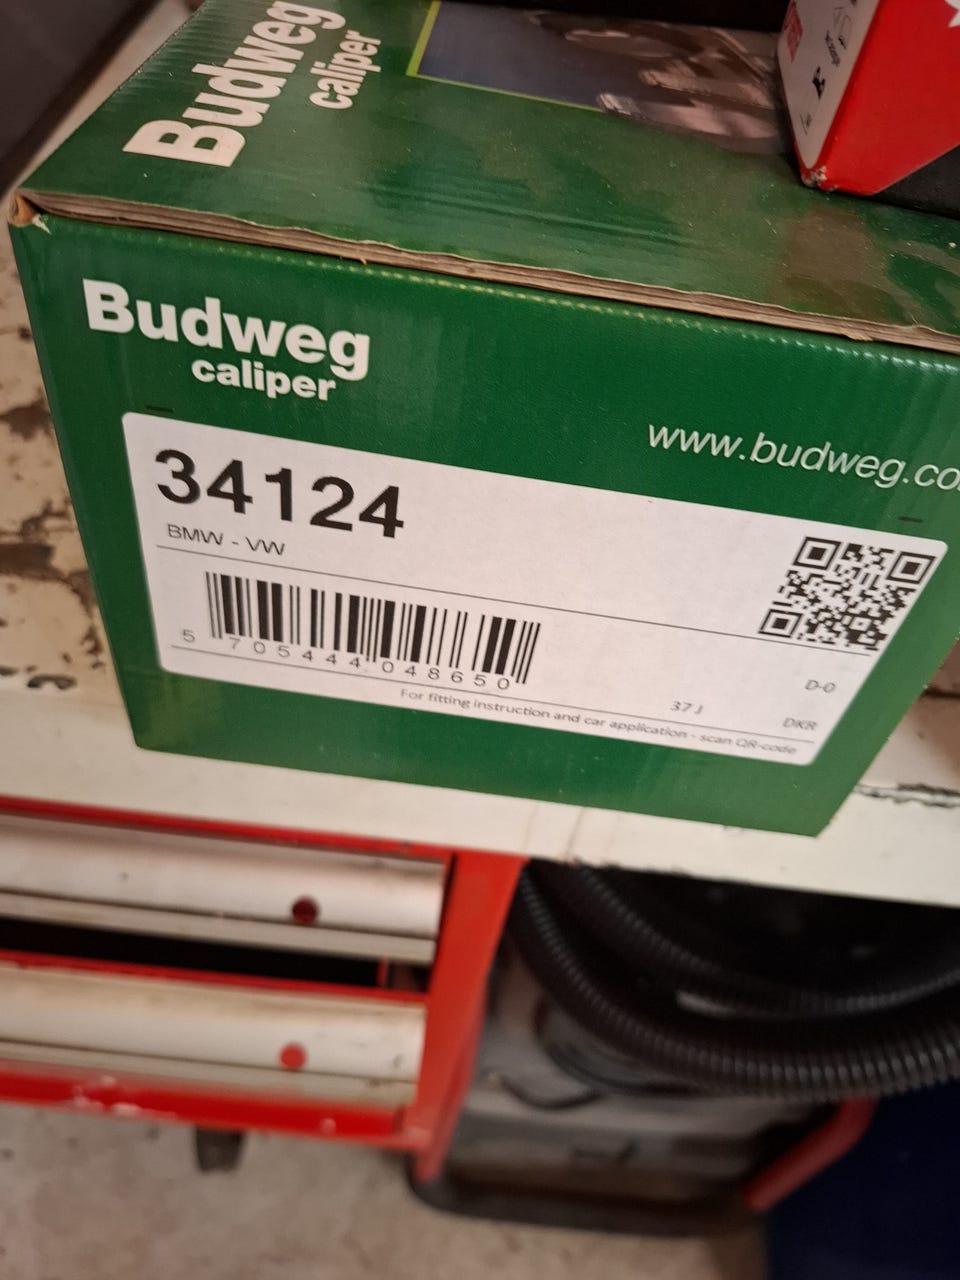 Budweg
caliper
Budweg
caliper
www.budweg.co
34124
BMW - VW
5 705444 048650
37 J
D-0
DKR
For fitting instruction and car application - scan QR-code